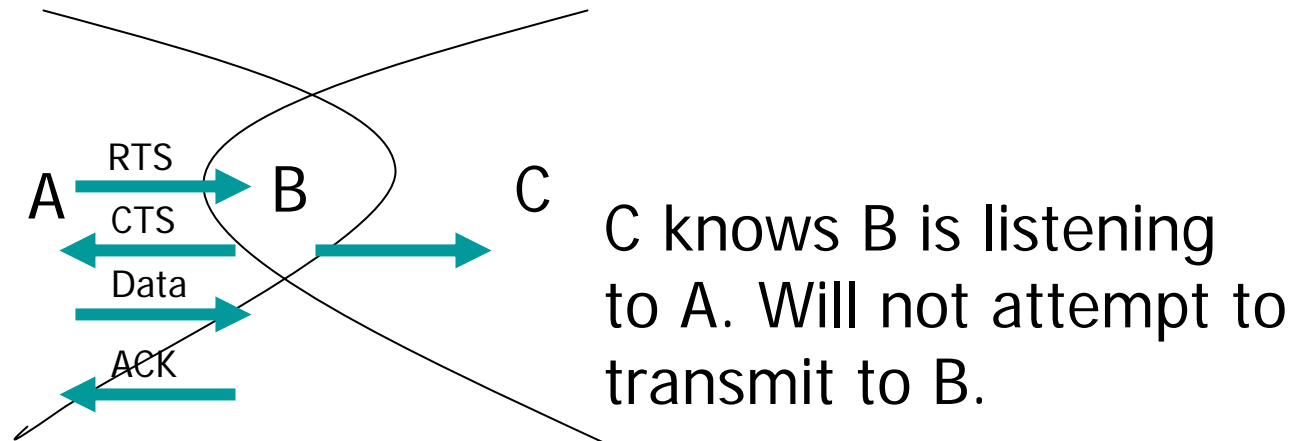 RTS
A
B
C
CTS
Data
ACK
C knows B is listening
to A. Will not attempt to
transmit to B.